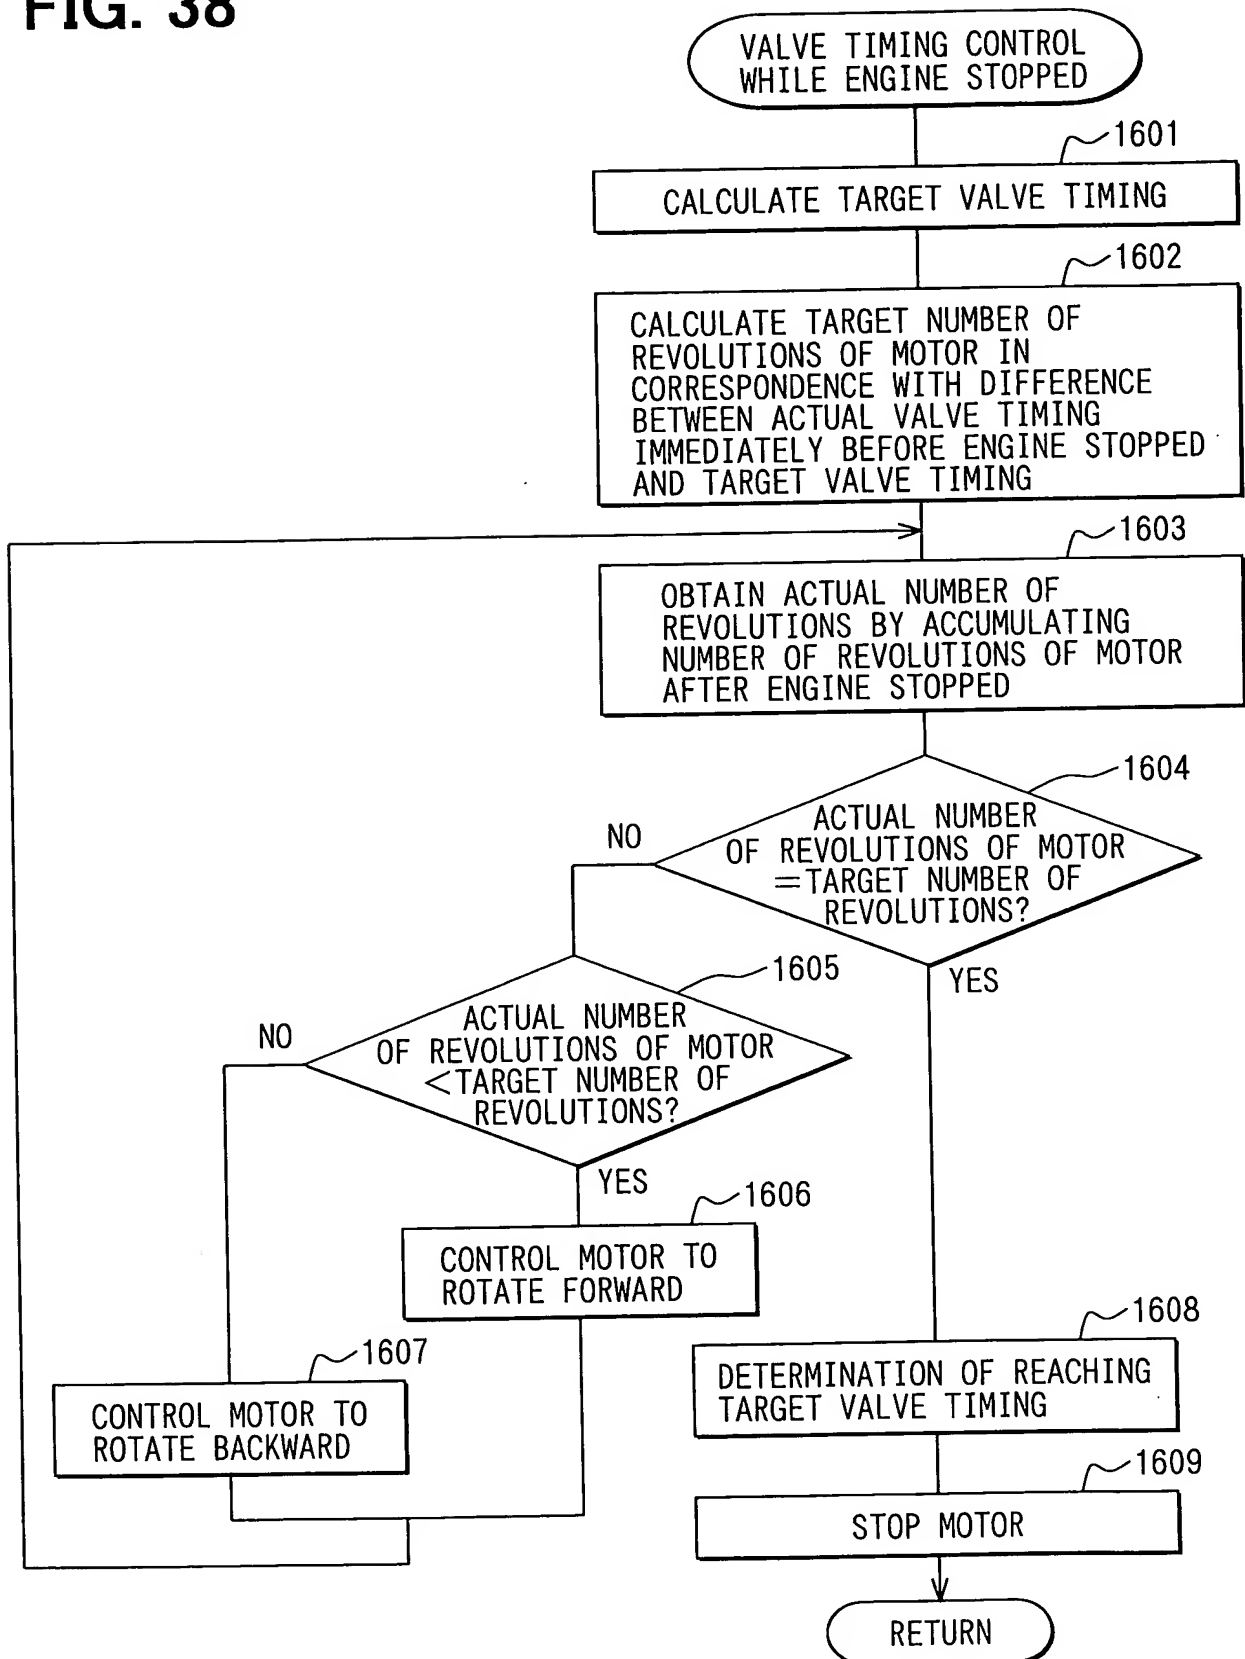 FIG. 38
VALVE TIMING CONTROL
WHILE ENGINE STOPPED
1601
CALCULATE TARGET VALVE TIMING
1602
CALCULATE TARGET NUMBER OF
REVOLUTIONS OF MOTOR IN
CORRESPONDENCE WITH DIFFERENCE
BETWEEN ACTUAL VALVE TIMING
IMMEDIATELY BEFORE ENGINE STOPPED
AND TARGET VALVE TIMING
1603
OBTAIN ACTUAL NUMBER OF
REVOLUTIONS BY ACCUMULATING
NUMBER OF REVOLUTIONS OF MOTOR
AFTER ENGINE STOPPED
1604
ACTUAL NUMBER
OF REVOLUTIONS OF MOTOR
=TARGET NUMBER OF
REVOLUTIONS?
NO
YES
1605
ACTUAL NUMBER
OF REVOLUTIONS OF MOTOR
<TARGET NUMBER OF
REVOLUTIONS?
NO
YES
1606
CONTROL MOTOR TO
ROTATE FORWARD
1607
CONTROL MOTOR TO
ROTATE BACKWARD
1608
DETERMINATION OF REACHING
TARGET VALVE TIMING
1609
STOP MOTOR
RETURN